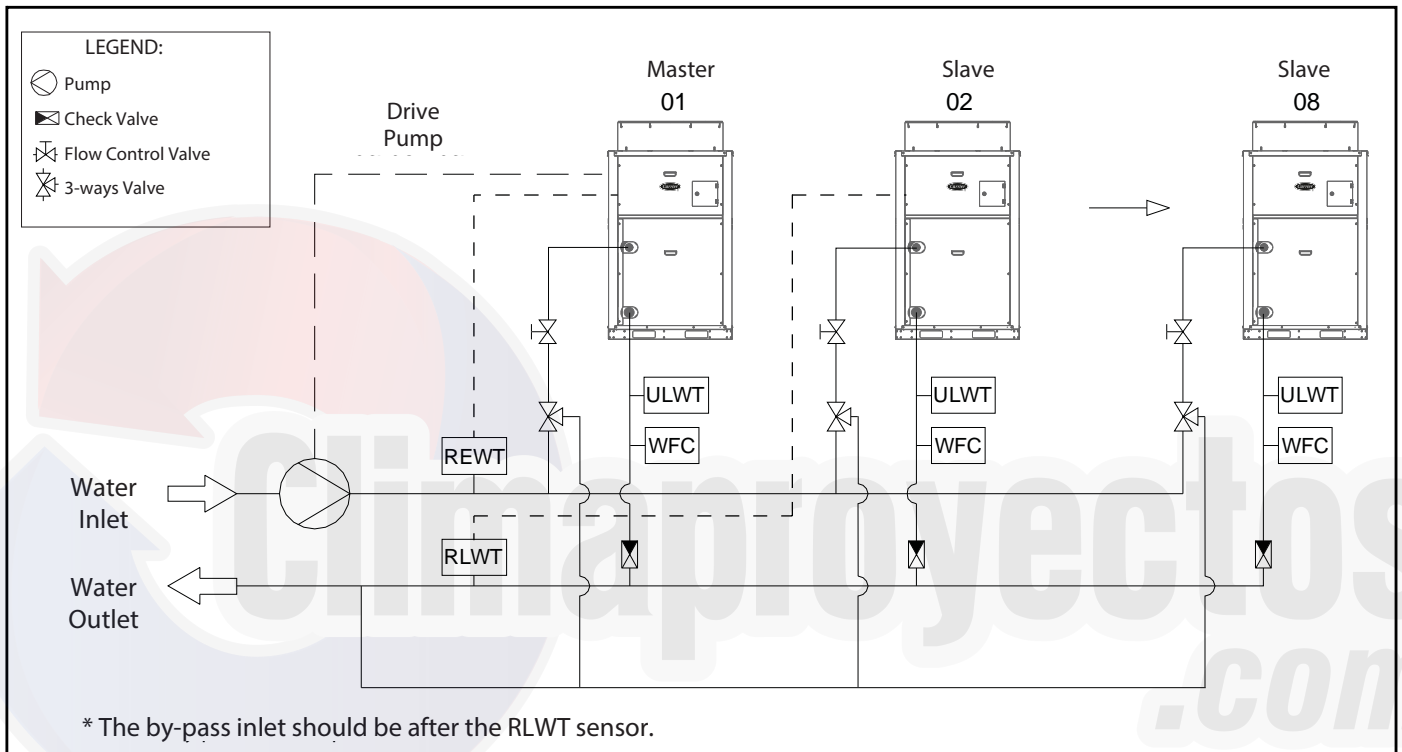 LEGEND:
Pump
Check Valve
Flow Control Valve
3-ways Valve
Drive
Pump
Master
01
Slave
02
Slave
08
ULWT
ULWT
ULWT
WFC
WFC
WFC
REWT
RLWT
Water
Inlet
Water
Outlet
Climaproyectos
.com
* The by-pass inlet should be after the RLWT sensor.